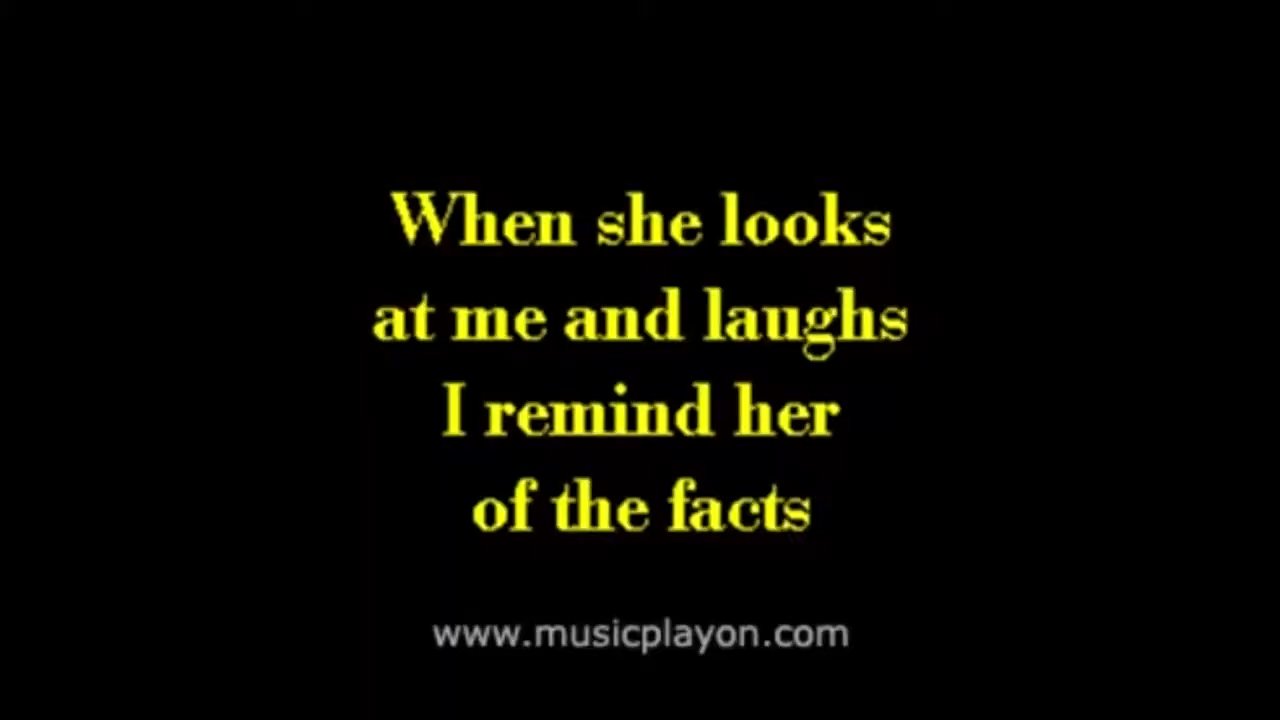 When she looks
at me and laughs
I remind her
of the facts
www.musicplayon.com